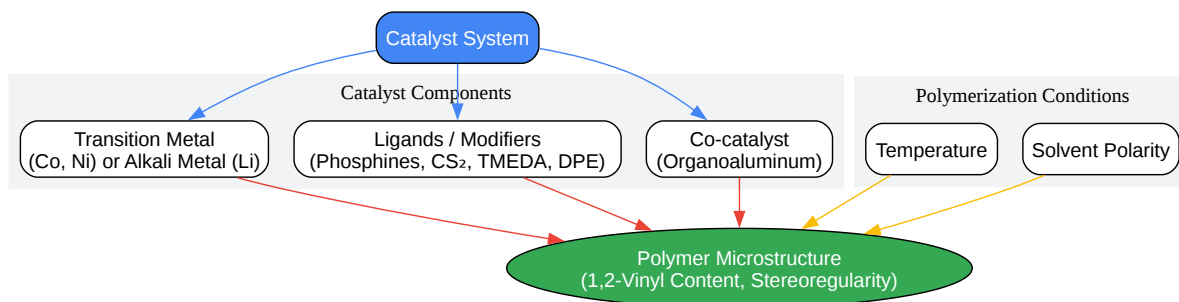 Catalyst System
Catalyst Components
Polymerization Conditions
Transition Metal
(Co, Ni) or Alkali Metal (Li)
Ligands / Modifiers
(Phosphines, CS₂, TMEDA, DPE)
Co-catalyst
(Organoaluminum)
Temperature
Solvent Polarity
Polymer Microstructure
(1,2-Vinyl Content, Stereoregularity)